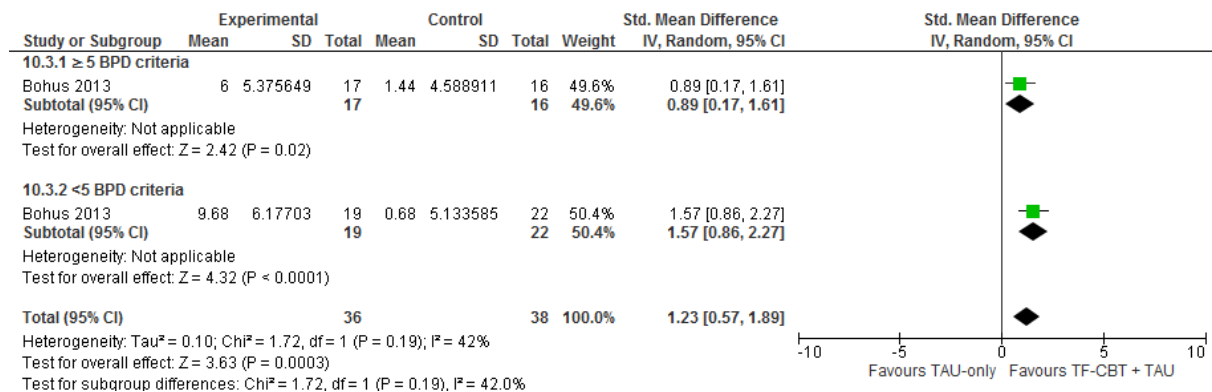 Experimental Control Std. Mean Difference Std. Mean Difference
Study or Subgroup Mean SD Total Mean SD Total Weight IV, Random, 95% CI IV, Random, 95% CI
10.3.1 ≥ 5 BPD criteria
Bohus 2013 6 5.375649 17 1.44 4.588911 16 49.6% 0.89 [0.17, 1.61]
Subtotal (95% CI) 17 16 49.6% 0.89 [0.17, 1.61]
Heterogeneity: Not applicable
Test for overall effect: Z = 2.42 (P = 0.02)
10.3.2 <5 BPD criteria
Bohus 2013 9.68 6.17703 19 0.68 5.133585 22 50.4% 1.57 [0.86, 2.27]
Subtotal (95% CI) 19 22 50.4% 1.57 [0.86, 2.27]
Heterogeneity: Not applicable
Test for overall effect: Z = 4.32 (P < 0.0001)
Total (95% CI) 36 38 100.0% 1.23 [0.57, 1.89]
Heterogeneity: Tau² = 0.10; Chi² = 1.72, df = 1 (P = 0.19); I² = 42%
Test for overall effect: Z = 3.63 (P = 0.0003)
Test for subgroup differences: Chi² = 1.72, df = 1 (P = 0.19), I² = 42.0%
-10 -5 0 5 10
Favours TAU-only Favours TF-CBT + TAU